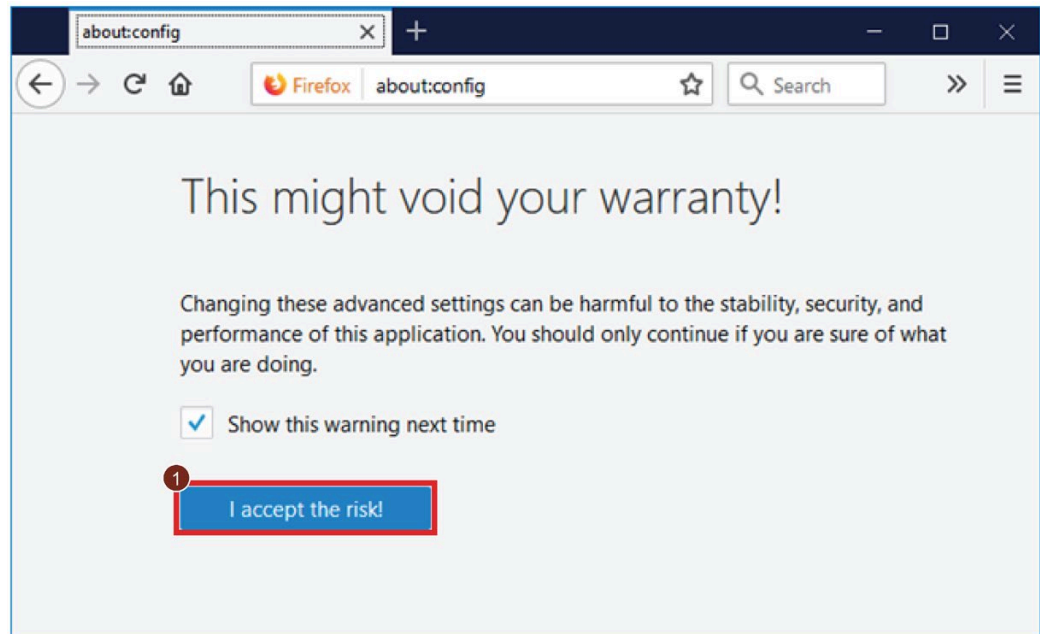 about:config
Firefox about:config Search
This might void your warranty!
Changing these advanced settings can be harmful to the stability, security, and
performance of this application. You should only continue if you are sure of what
you are doing.
Show this warning next time
1
I accept the risk!